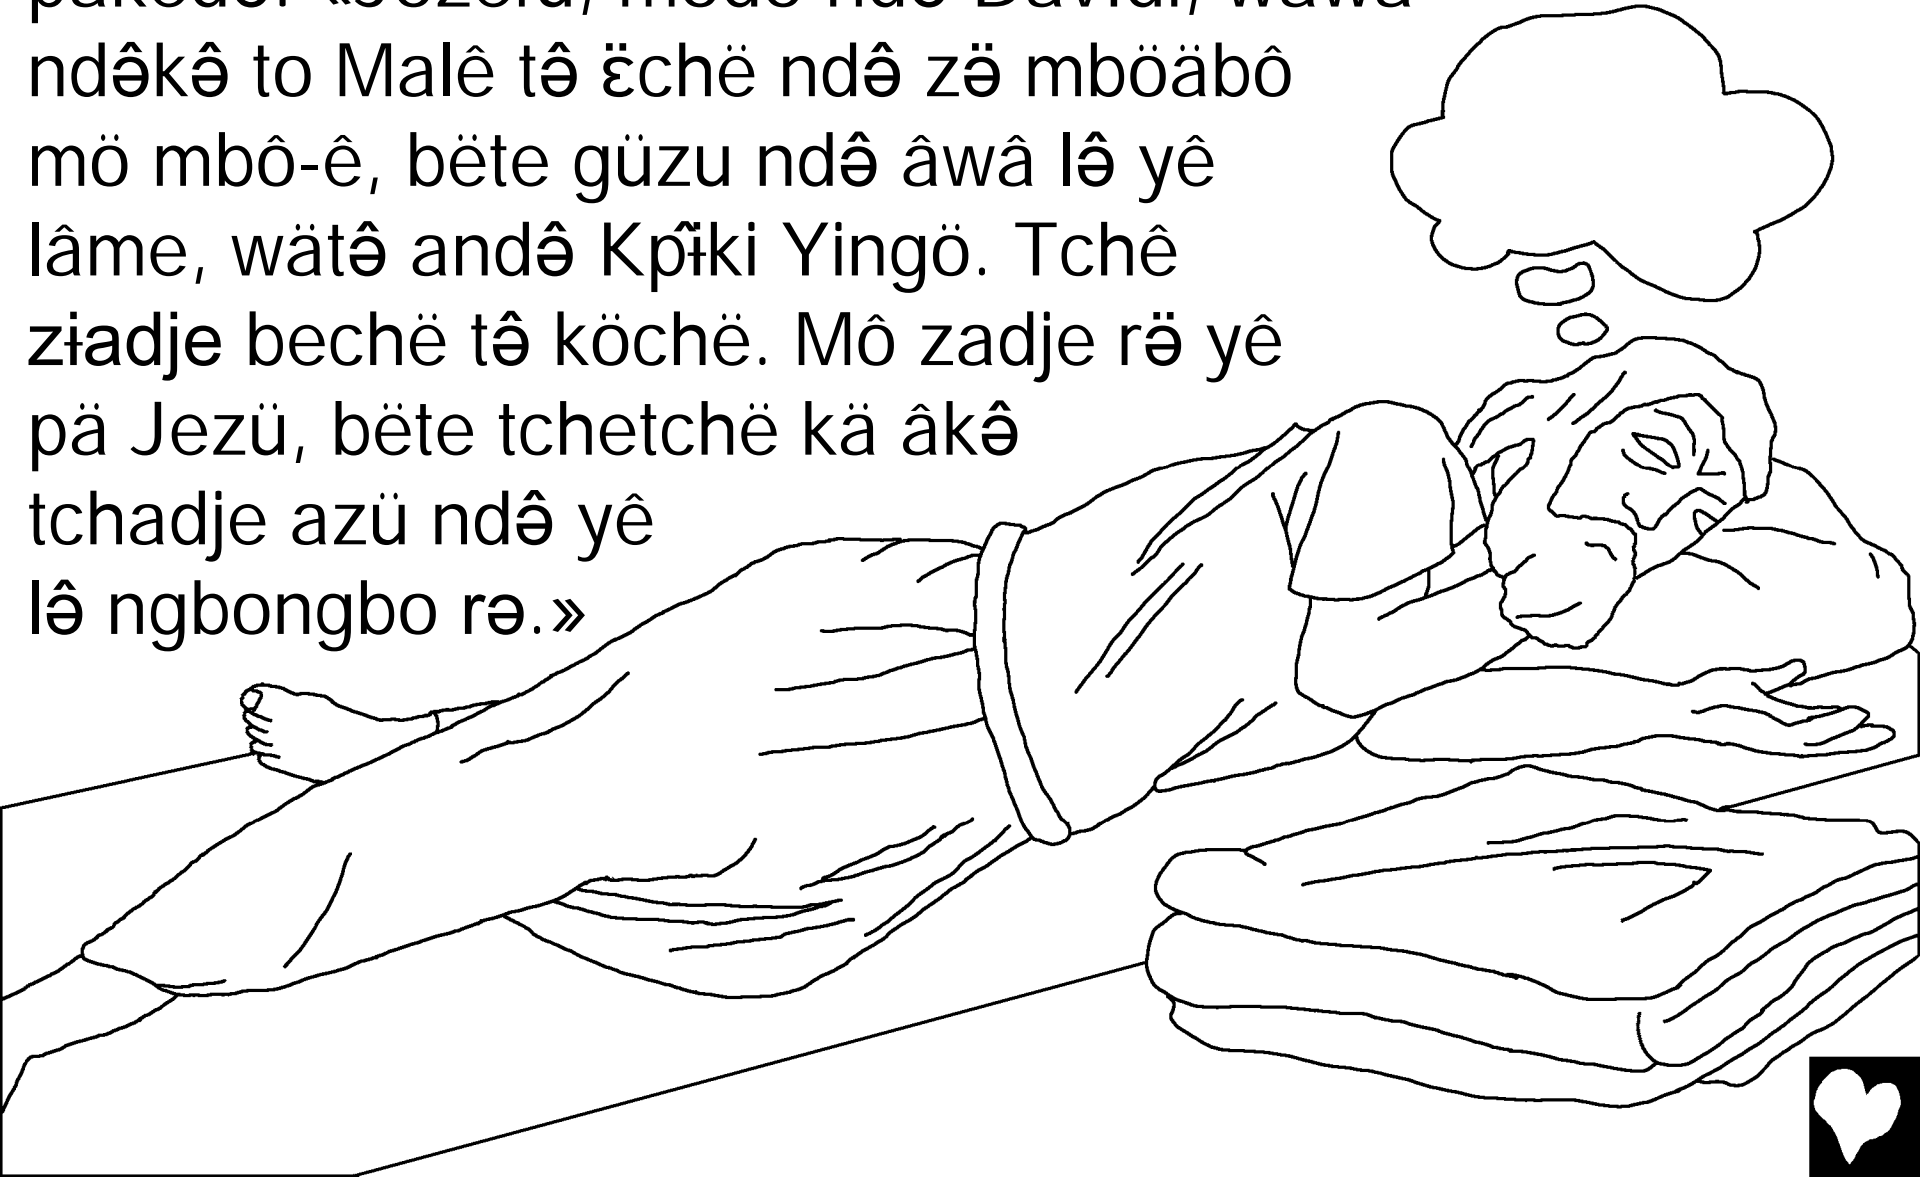 ndə̂kə̂ to Malê tə̂ ɛ̈chë ndə̂ zə̈ mböäbô
mö mbô-ê, bëte güzu ndə̂ âwâ lə̂ yê
lâme, wätə̂ andə̂ Kpɨ̂ki Yingö. Tchê
zɨadje bechë tə̂ köchë. Mô zadje rə̈ yê
pä Jezü, bëte tchetchë kä âkə̂
tchadje azü ndə̂ yê
lə̂ ngbongbo rə.»